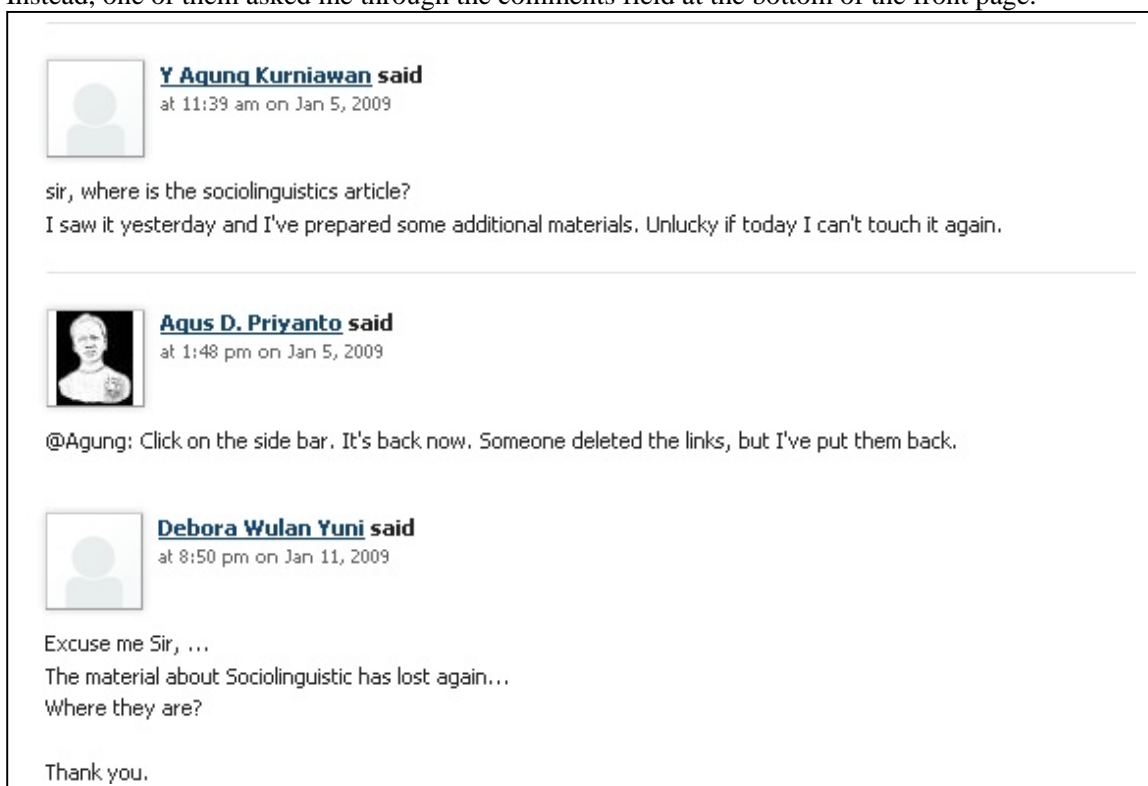 Instead, one of them asked me through the comments field at the bottom of the front page.
Y Agung Kurniawan said
at 11:39 am on Jan 5, 2009
sir, where is the sociolinguistics article?
I saw it yesterday and I've prepared some additional materials. Unlucky if today I can't touch it again.
Agus D. Priyanto said
at 1:48 pm on Jan 5, 2009
@Agung: Click on the side bar. It's back now. Someone deleted the links, but I've put them back.
Debora Wulan Yuni said
at 8:50 pm on Jan 11, 2009
Excuse me Sir, ...
The material about Sociolinguistic has lost again...
Where they are?
Thank you.